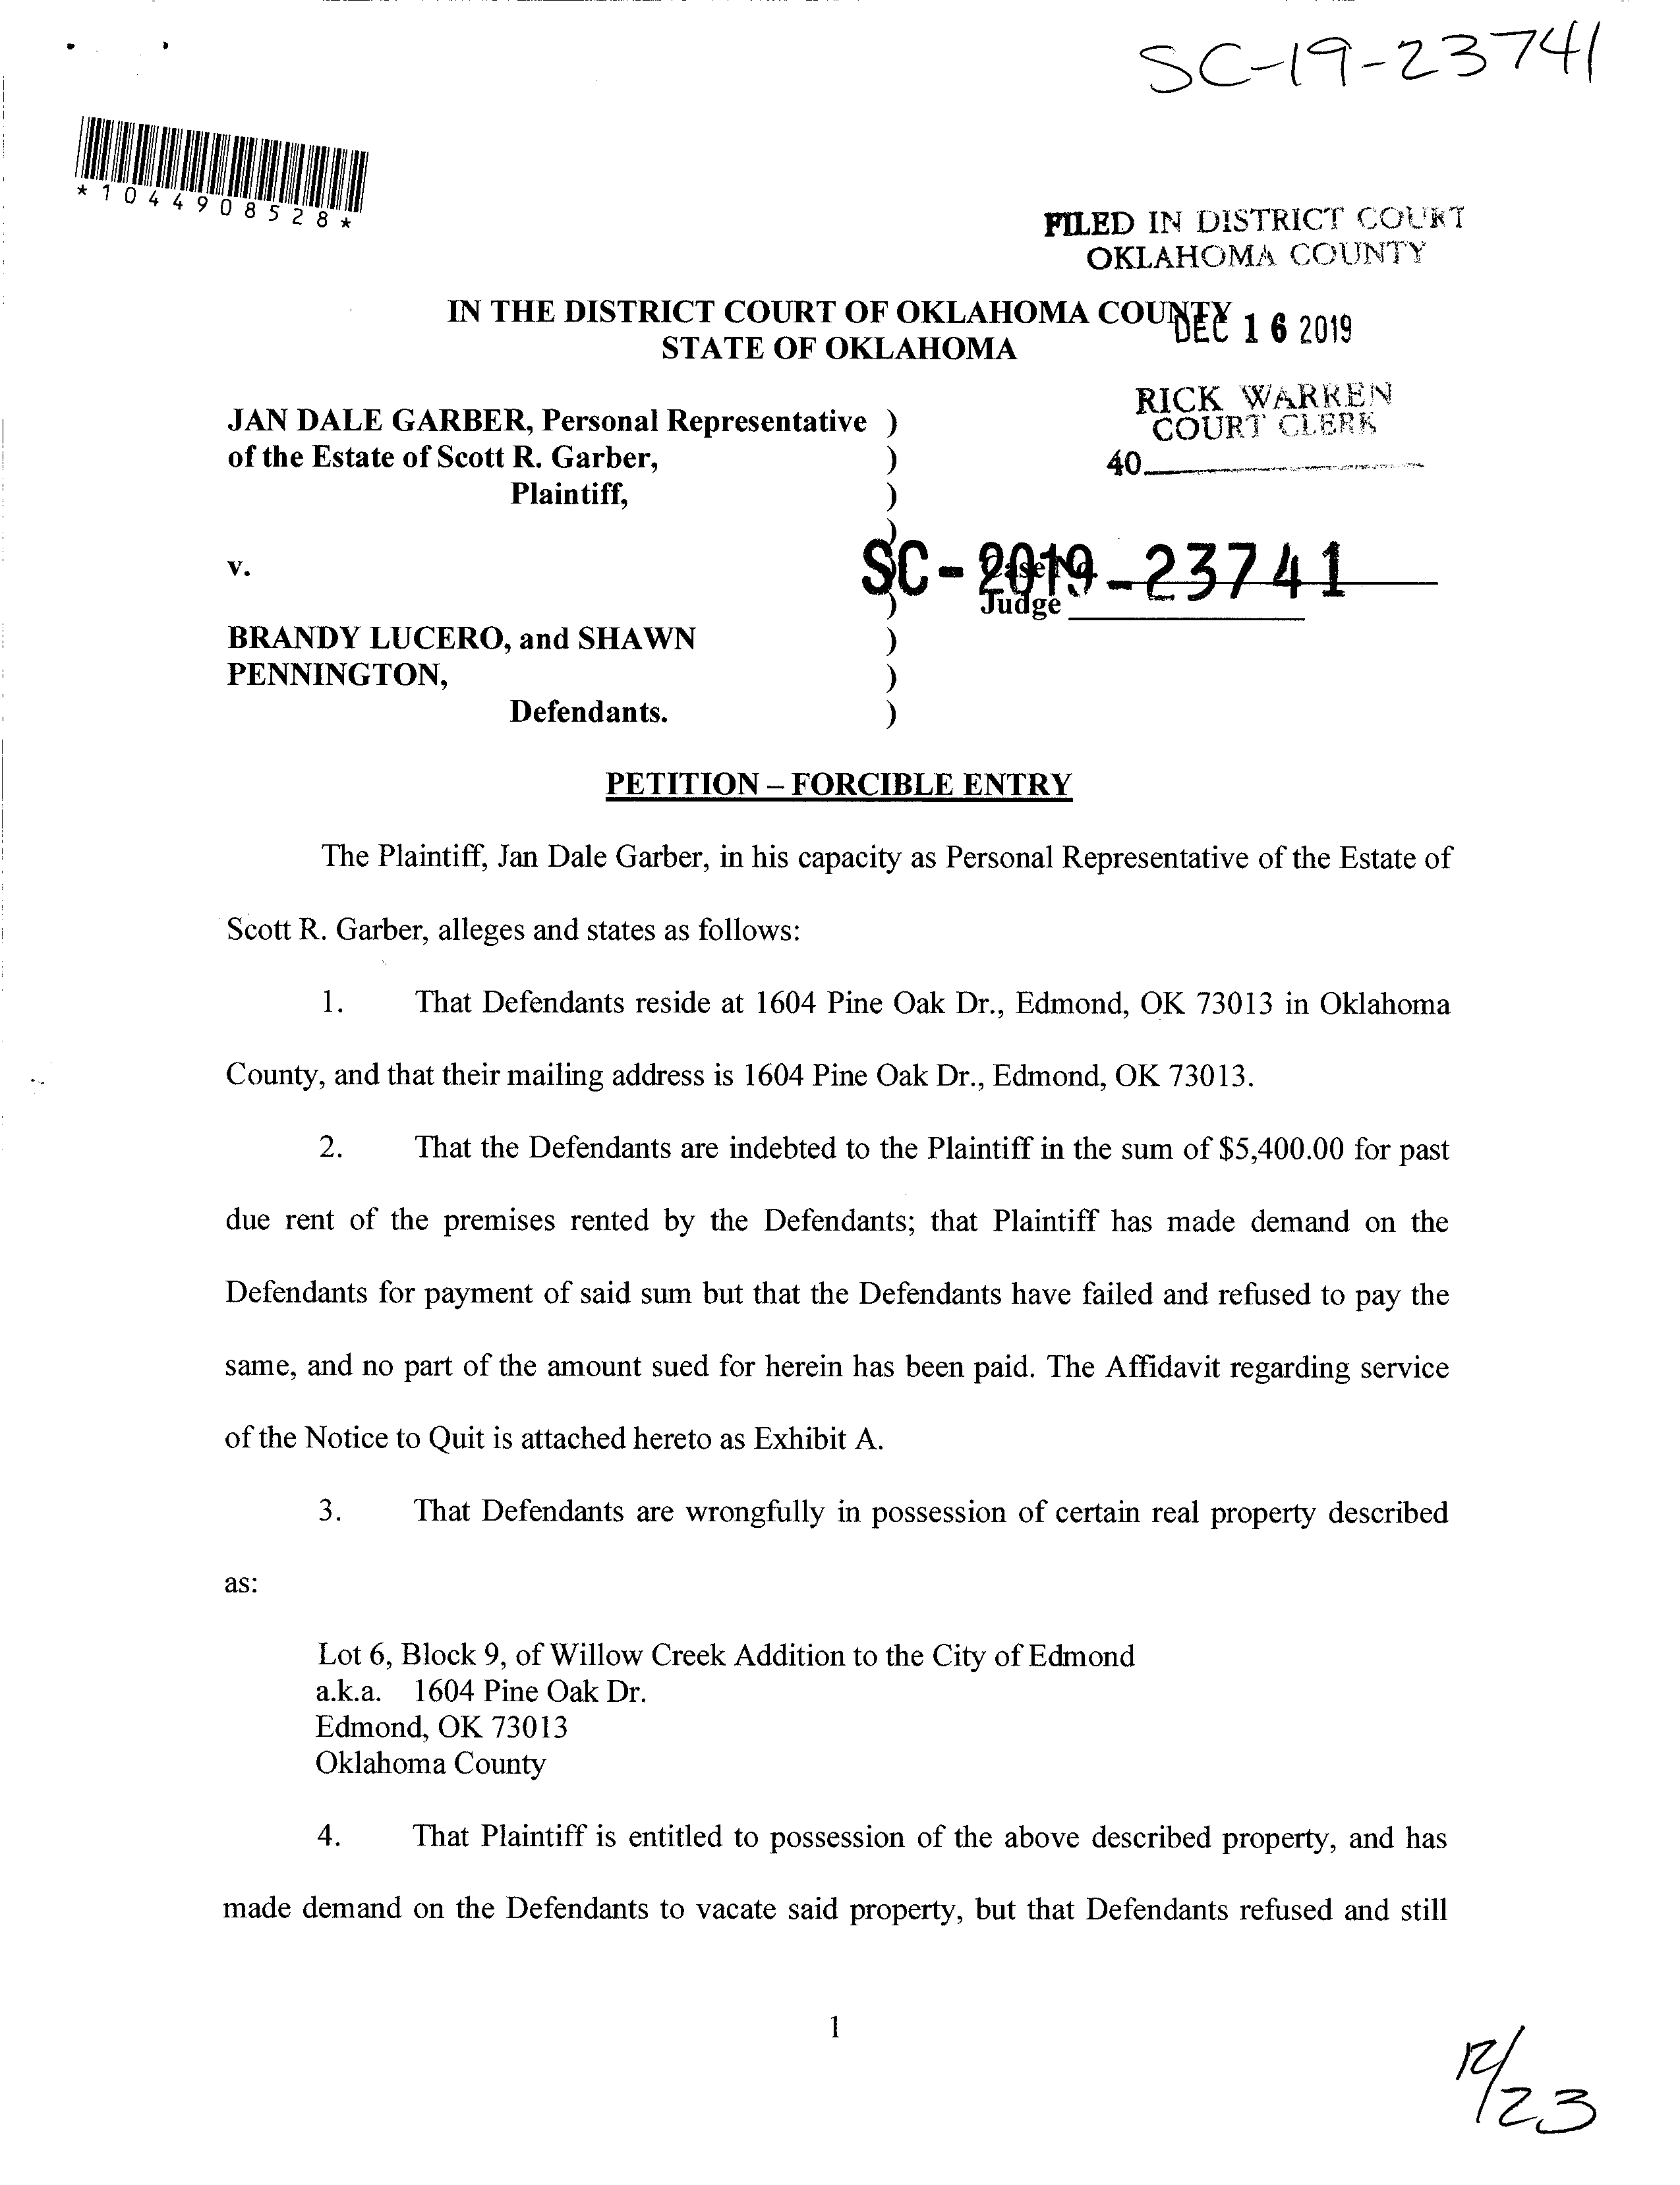 SC-19-23741
*1044908528*
FILED IN DISTRICT COURT
OKLAHOMA COUNTY
IN THE DISTRICT COURT OF OKLAHOMA COUNTY
DEC 16 2019
STATE OF OKLAHOMA
RICK WARREN
COURT CLERK
40
JAN DALE GARBER, Personal Representative )
of the Estate of Scott R. Garber, )
Plaintiff, )
)
v. Case No.
SC-2019-23741
) Judge
BRANDY LUCERO, and SHAWN )
PENNINGTON, )
Defendants. )
PETITION – FORCIBLE ENTRY
The Plaintiff, Jan Dale Garber, in his capacity as Personal Representative of the Estate of
Scott R. Garber, alleges and states as follows:
1. That Defendants reside at 1604 Pine Oak Dr., Edmond, OK 73013 in Oklahoma
County, and that their mailing address is 1604 Pine Oak Dr., Edmond, OK 73013.
2. That the Defendants are indebted to the Plaintiff in the sum of $5,400.00 for past
due rent of the premises rented by the Defendants; that Plaintiff has made demand on the
Defendants for payment of said sum but that the Defendants have failed and refused to pay the
same, and no part of the amount sued for herein has been paid. The Affidavit regarding service
of the Notice to Quit is attached hereto as Exhibit A.
3. That Defendants are wrongfully in possession of certain real property described
as:
Lot 6, Block 9, of Willow Creek Addition to the City of Edmond
a.k.a. 1604 Pine Oak Dr.
Edmond, OK 73013
Oklahoma County
4. That Plaintiff is entitled to possession of the above described property, and has
made demand on the Defendants to vacate said property, but that Defendants refused and still
1
12/23